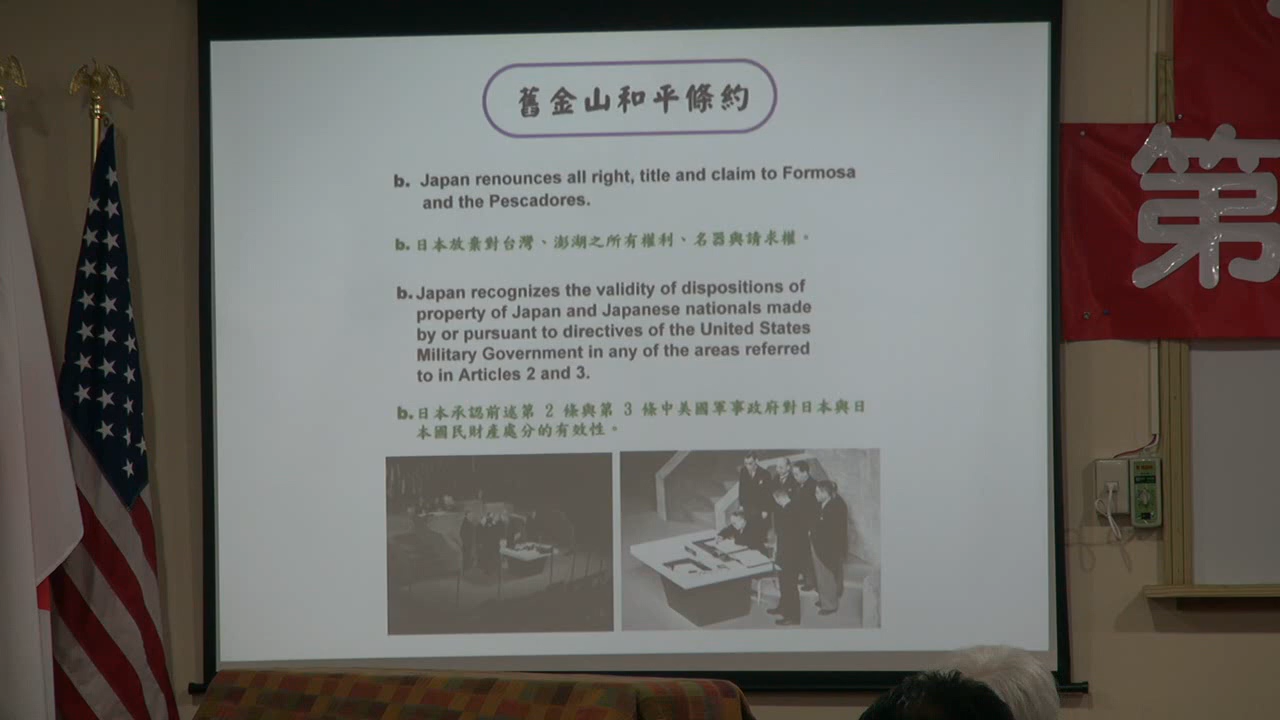 舊金山和平條約
b. Japan renounces all right, title and claim to Formosa
and the Pescadores.
b. 日本放棄對台灣、澎湖之所有權利、名器與請求權。
b. Japan recognizes the validity of dispositions of
property of Japan and Japanese nationals made
by or pursuant to directives of the United States
Military Government in any of the areas referred
to in Articles 2 and 3.
b. 日本承認前述第 2 條與第 3 條中美國軍事政府對日本與日
本國民財產處分的有效性。
第